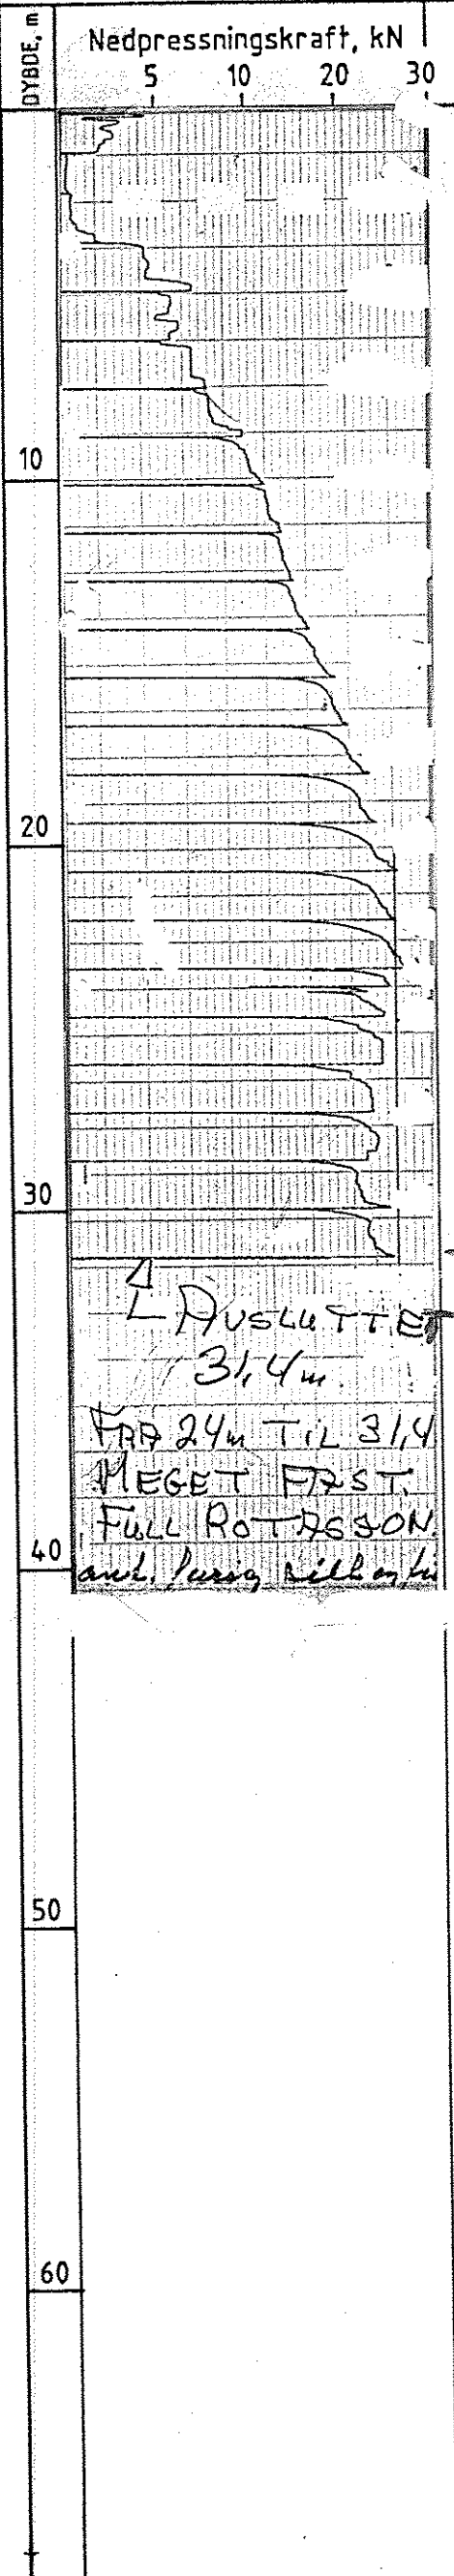 DYBDE, m
Nedpressningskraft, kN
5 10 20 30
10
20
30
AVSLUTTET
31,4 m.
FRA 24m TIL 31,4
MEGET FAST.
FULL ROTASJON.
40
50
60